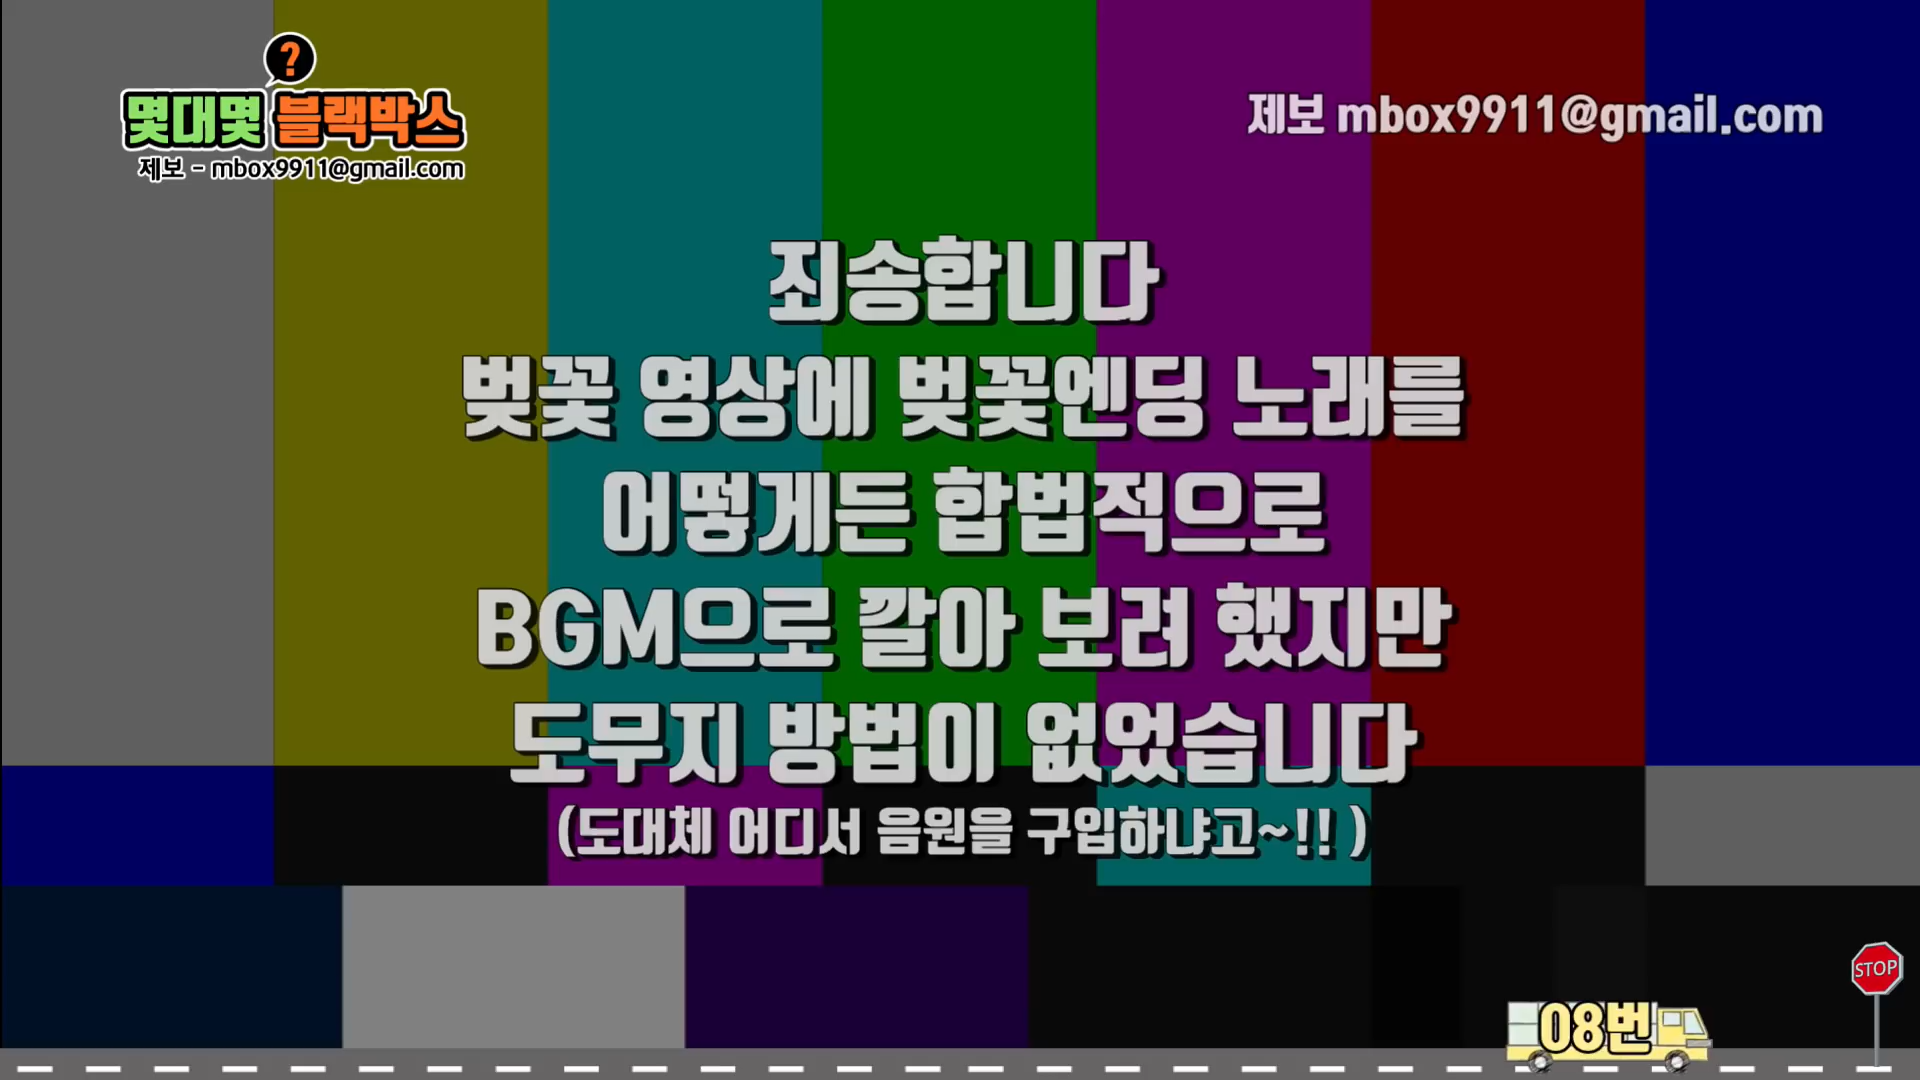 ?
몇대몇 블랙박스
제보 - mbox9911@gmail.com
제보 mbox9911@gmail.com
죄송합니다
벚꽃 영상에 벚꽃엔딩 노래를
어떻게든 합법적으로
BGM으로 깔아 보려 했지만
도무지 방법이 없었습니다
(도대체 어디서 음원을 구입하냐고~!! )
STOP
08번